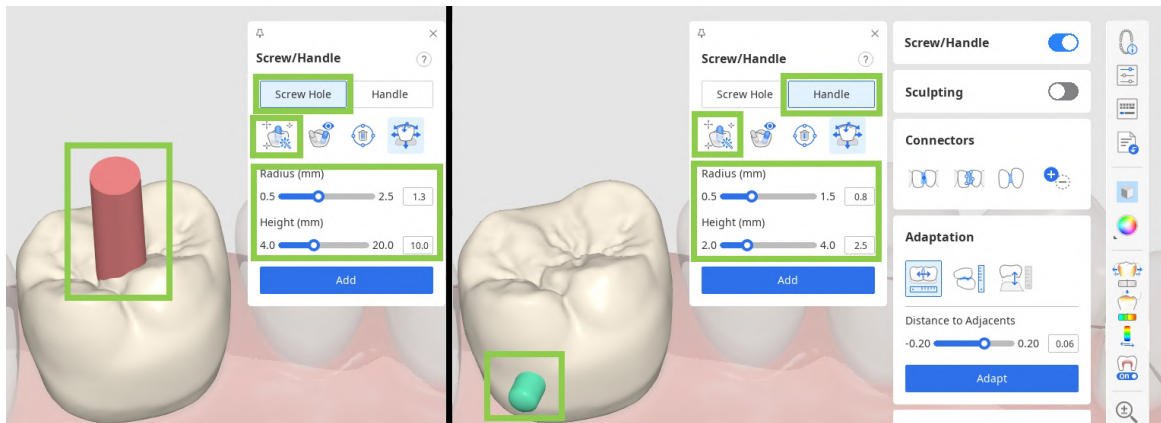 Screw/Handle
?
Screw Hole
Handle
Radius (mm)
0.5
2.5
1.3
Height (mm)
4.0
20.0
10.0
Add
Screw/Handle
?
Screw Hole
Handle
Radius (mm)
0.5
1.5
0.8
Height (mm)
2.0
4.0
2.5
Add
Screw/Handle
Sculpting
Connectors
Adaptation
Distance to Adjacents
-0.20
0.20
0.06
Adapt
ON